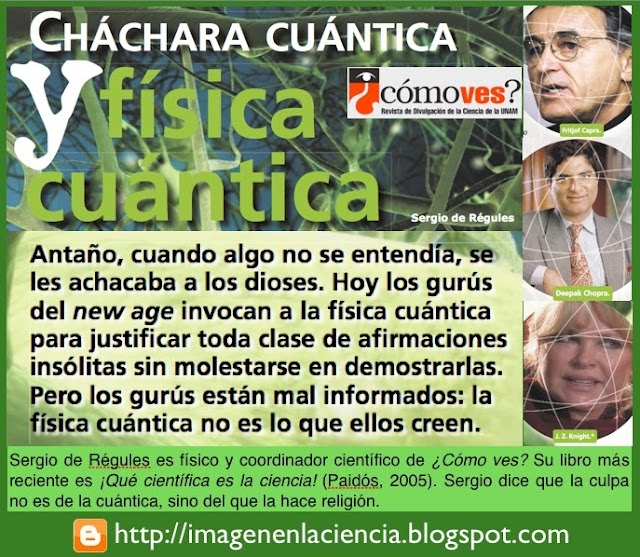 CHÁCHARA CUÁNTICA
y física
cuántica
¿cómoves?
Revista de Divulgación de la Ciencia de la UNAM
Sergio de Régules
Fritjof Capra.
Deepak Chopra.
J. Z. Knight.*
Antaño, cuando algo no se entendía, se
les achacaba a los dioses. Hoy los gurús
del new age invocan a la física cuántica
para justificar toda clase de afirmaciones
insólitas sin molestarse en demostrarlas.
Pero los gurús están mal informados: la
física cuántica no es lo que ellos creen.
Sergio de Régules es físico y coordinador científico de ¿Cómo ves? Su libro más
reciente es ¡Qué científica es la ciencia! (Paidós, 2005). Sergio dice que la culpa
no es de la cuántica, sino del que la hace religión.
http://imagenenlaciencia.blogspot.com